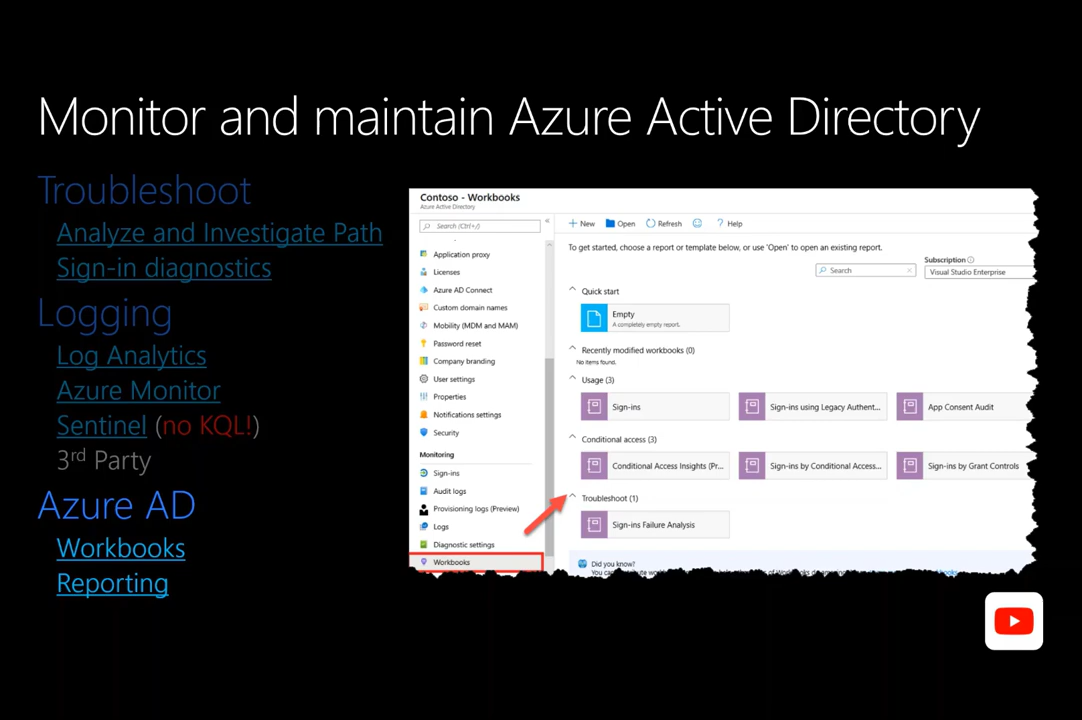 Monitor and maintain Azure Active Directory
Troubleshoot
Analyze and Investigate Path
Sign-in diagnostics
Logging
Log Analytics
Azure Monitor
Sentinel (no KQL!)
3rd Party
Azure AD
Workbooks
Reporting
Contoso - Workbooks
Azure Active Directory
Search (Ctrl+/)
«
Application proxy
Licenses
Azure AD Connect
Custom domain names
Mobility (MDM and MAM)
Password reset
Company branding
User settings
Properties
Notifications settings
Security
Monitoring
Sign-ins
Audit logs
Provisioning logs (Preview)
Logs
Diagnostic settings
Workbooks
New Open Refresh ? Help
To get started, choose a report or template below, or use 'Open' to open an existing report.
Search
Subscription
Visual Studio Enterprise
Quick start
Empty
A completely empty report.
Recently modified workbooks (0)
No items found.
Usage (3)
Sign-ins
Sign-ins using Legacy Authent...
App Consent Audit
Conditional access (3)
Conditional Access Insights (Pr...
Sign-ins by Conditional Access...
Sign-ins by Grant Controls
Troubleshoot (1)
Sign-ins Failure Analysis
Did you know?